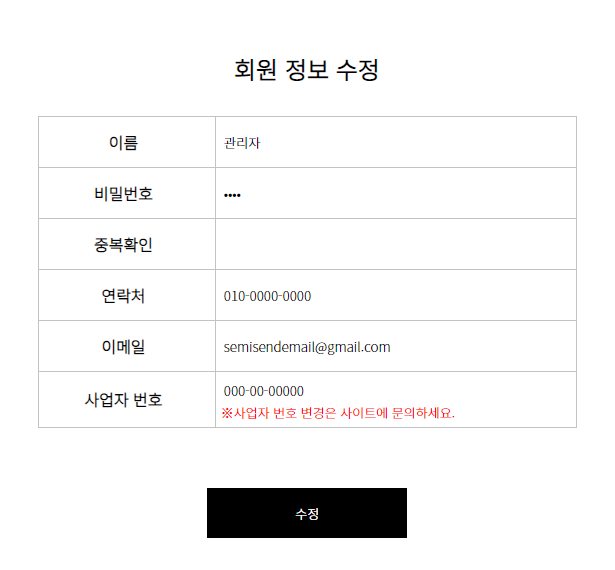 회원 정보 수정
이름 관리자
비밀번호 ••••
중복확인
연락처 010-0000-0000
이메일 semisendemail@gmail.com
사업자 번호 000-00-00000
※사업자 번호 변경은 사이트에 문의하세요.
수정